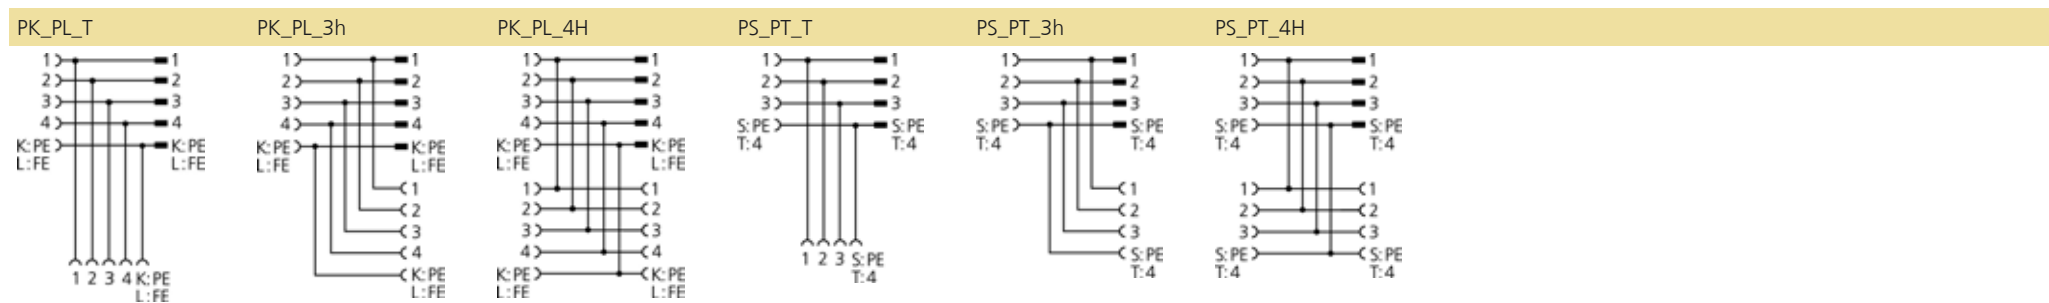 PK_PL_T PK_PL_3h PK_PL_4H PS_PT_T PS_PT_3h PS_PT_4H
1 1 1 1 1 1 1 1 1 1 1 1
2 2 2 2 2 2 2 2 2 2 2 2
3 3 3 3 3 3 3 3 3 3 3 3
4 4 4 4 4 4 S:PE S:PE S:PE S:PE S:PE S:PE
T:4 T:4 T:4 T:4 T:4 T:4
K:PE K:PE K:PE K:PE K:PE K:PE
L:FE L:FE L:FE L:FE L:FE L:FE
1 1 1 1 1 1
2 2 2 2 2 2
3 3 3 3 3 3
4 4 4 S:PE S:PE S:PE
1 2 3 S:PE
T:4 T:4 T:4 T:4
1 2 3 4 K:PE K:PE K:PE K:PE
L:FE L:FE L:FE L:FE